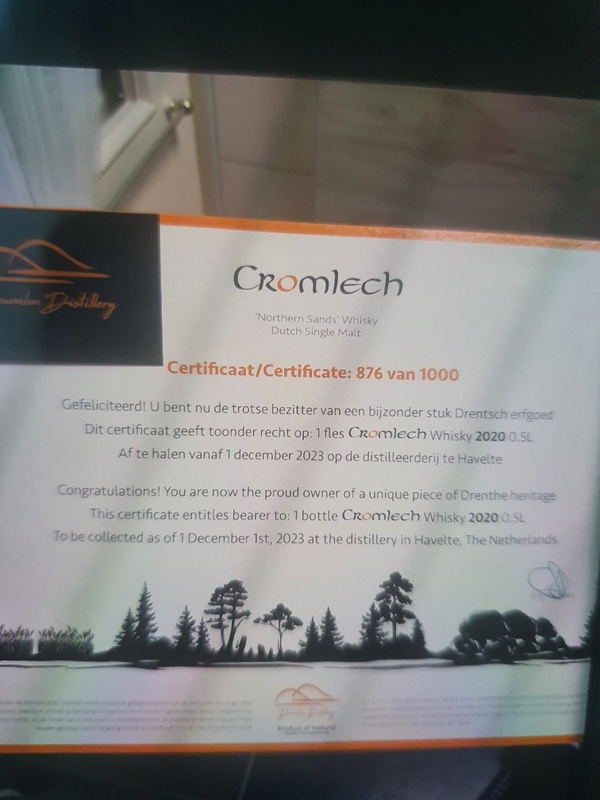 Distillery
Cromlech
'Northern Sands' Whisky
Dutch Single Malt
Certificaat/Certificate: 876 van 1000
Gefeliciteerd! U bent nu de trotse bezitter van een bijzonder stuk Drentsch erfgoed
Dit certificaat geeft toonder recht op: 1 fles Cromlech Whisky 2020 0.5L
Af te halen vanaf 1 december 2023 op de distilleerderij te Havelte
Congratulations! You are now the proud owner of a unique piece of Drenthe heritage
This certificate entitles bearer to: 1 bottle Cromlech Whisky 2020 0.5L
To be collected as of 1 December 1st, 2023 at the distillery in Havelte, The Netherlands
Product of Holland